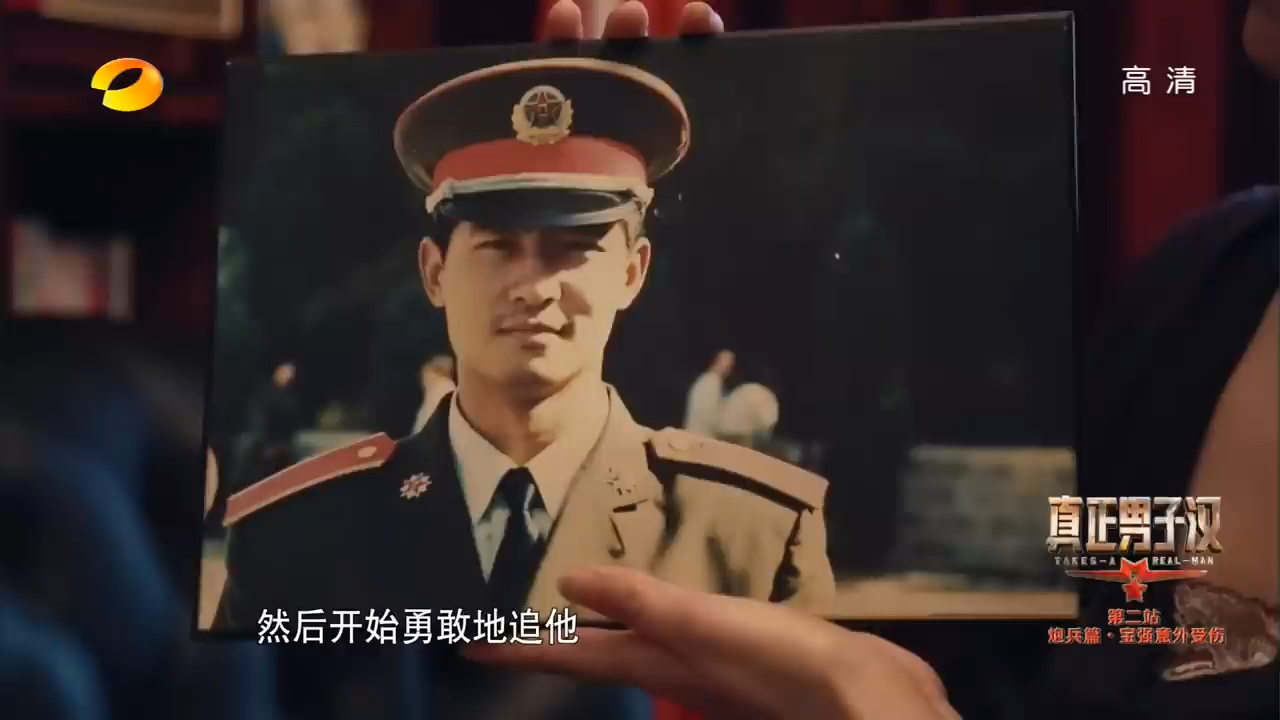 高清
真正男子汉
TAKES-A REAL-MAN
第二站
炮兵篇·宝强意外受伤
然后开始勇敢地追他